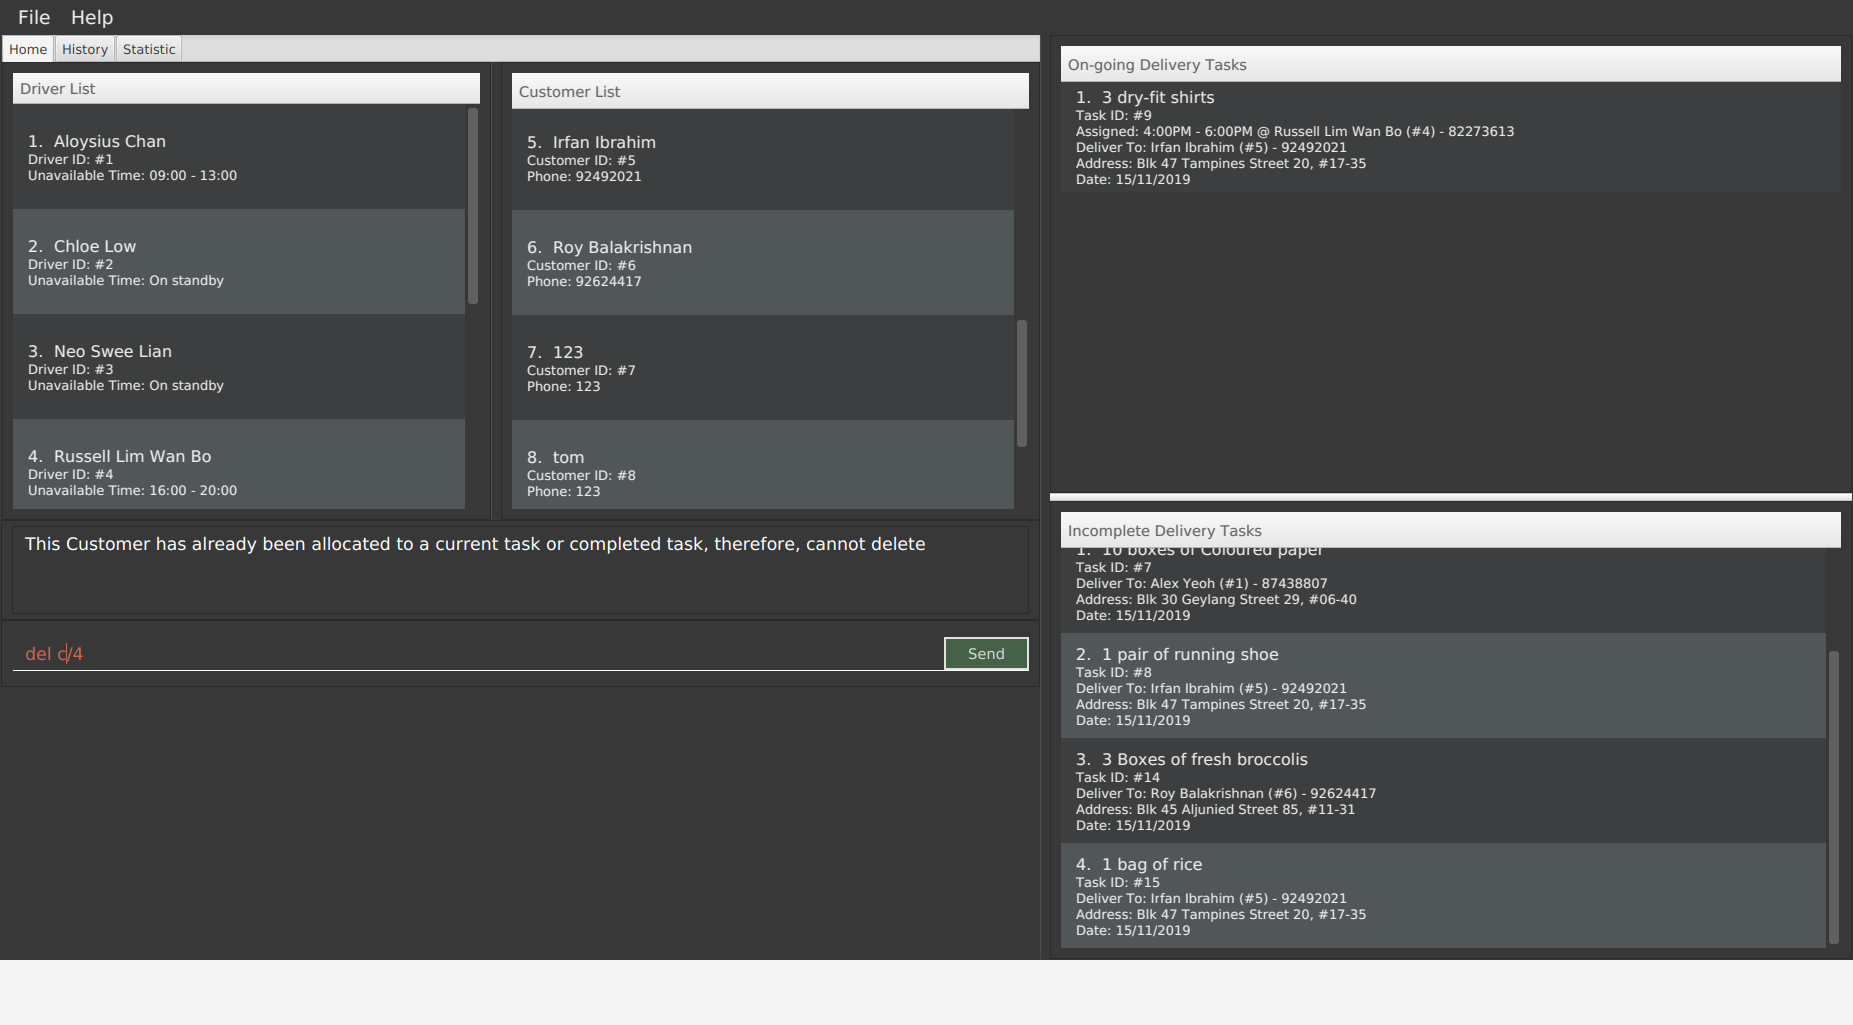 File Help
Home History Statistic
Driver List
1. Aloysius Chan
Driver ID: #1
Unavailable Time: 09:00 - 13:00
2. Chloe Low
Driver ID: #2
Unavailable Time: On standby
3. Neo Swee Lian
Driver ID: #3
Unavailable Time: On standby
4. Russell Lim Wan Bo
Driver ID: #4
Unavailable Time: 16:00 - 20:00
Customer List
5. Irfan Ibrahim
Customer ID: #5
Phone: 92492021
6. Roy Balakrishnan
Customer ID: #6
Phone: 92624417
7. 123
Customer ID: #7
Phone: 123
8. tom
Customer ID: #8
Phone: 123
This Customer has already been allocated to a current task or completed task, therefore, cannot delete
del c/4
Send
On-going Delivery Tasks
1. 3 dry-fit shirts
Task ID: #9
Assigned: 4:00PM - 6:00PM @ Russell Lim Wan Bo (#4) - 82273613
Deliver To: Irfan Ibrahim (#5) - 92492021
Address: Blk 47 Tampines Street 20, #17-35
Date: 15/11/2019
Incomplete Delivery Tasks
1. 10 boxes of Coloured paper
Task ID: #7
Deliver To: Alex Yeoh (#1) - 87438807
Address: Blk 30 Geylang Street 29, #06-40
Date: 15/11/2019
2. 1 pair of running shoe
Task ID: #8
Deliver To: Irfan Ibrahim (#5) - 92492021
Address: Blk 47 Tampines Street 20, #17-35
Date: 15/11/2019
3. 3 Boxes of fresh broccolis
Task ID: #14
Deliver To: Roy Balakrishnan (#6) - 92624417
Address: Blk 45 Aljunied Street 85, #11-31
Date: 15/11/2019
4. 1 bag of rice
Task ID: #15
Deliver To: Irfan Ibrahim (#5) - 92492021
Address: Blk 47 Tampines Street 20, #17-35
Date: 15/11/2019